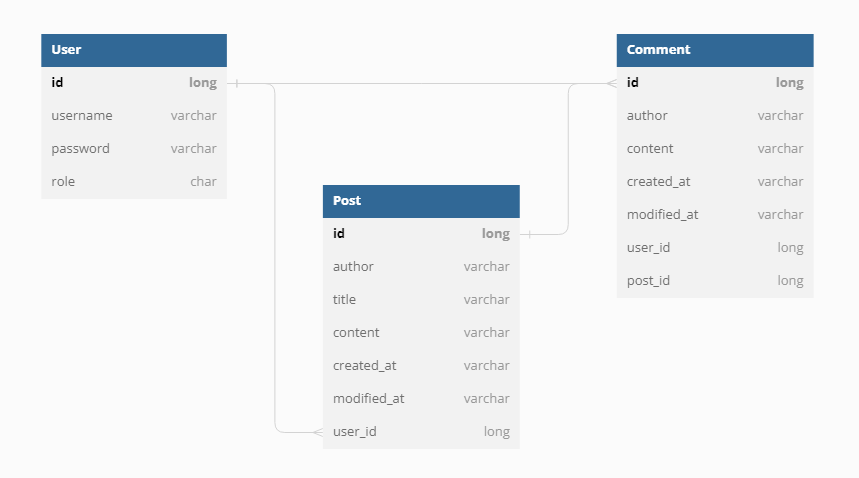 User
id long
username varchar
password varchar
role char
Post
id long
author varchar
title varchar
content varchar
created_at varchar
modified_at varchar
user_id long
Comment
id long
author varchar
content varchar
created_at varchar
modified_at varchar
user_id long
post_id long